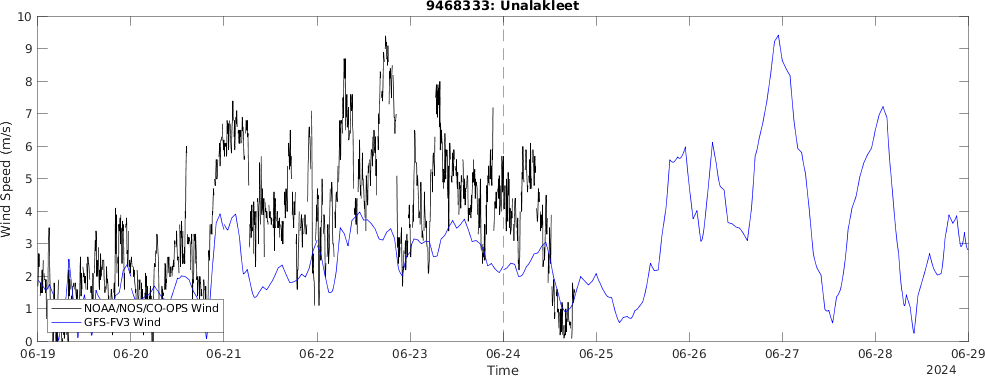 9468333: Unalakleet
Wind Speed (m/s)
10
9
8
7
6
5
4
3
2
1
0
NOAA/NOS/CO-OPS Wind
GFS-FV3 Wind
06-19 06-20 06-21 06-22 06-23 06-24 06-25 06-26 06-27 06-28 06-29
Time
2024